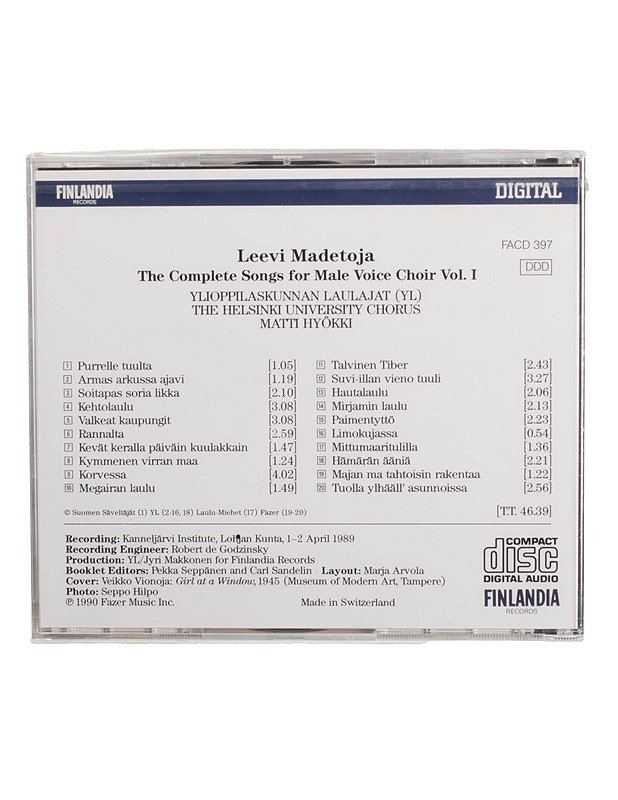 FINLANDIA
RECORDS
DIGITAL
FACD 397
DDD
Leevi Madetoja
The Complete Songs for Male Voice Choir Vol. I
YLIOPPILASKUNNAN LAULAJAT (YL)
THE HELSINKI UNIVERSITY CHORUS
MATTI HYÖKKI
1 Purrelle tuulta [1.05]
2 Armas arkussa ajavi [1.19]
3 Soitapas soria likka [2.10]
4 Kehtolaulu [3.08]
5 Valkeat kaupungit [3.08]
6 Rannalta [2.59]
7 Kevät keralla päiväin kuulakkain [1.47]
8 Kymmenen virran maa [1.24]
9 Korvessa [4.02]
10 Megairan laulu [1.49]
11 Talvinen Tiber [2.43]
12 Suvi-illan vieno tuuli [3.27]
13 Hautalaulu [2.06]
14 Mirjamin laulu [2.13]
15 Paimentyttö [2.23]
16 Limokujassa [0.54]
17 Mittumaaritulilla [1.36]
18 Hämärän ääniä [2.21]
19 Majan ma tahtoisin rakentaa [1.22]
20 Tuolla ylhääll' asunnoissa [2.56]
© Suomen Säveltäjät (1) YL (2-16, 18) Laulu-Miehet (17) Fazer (19-20)
[T.T. 46.39]
Recording: Kanneljärvi Institute, Lohjan Kunta, 1–2 April 1989
Recording Engineer: Robert de Godzinsky
Production: YL/Jyri Makkonen for Finlandia Records
Booklet Editors: Pekka Seppänen and Carl Sandelin · Layout: Marja Arvola
Cover: Veikko Vionoja: Girl at a Window, 1945 (Museum of Modern Art, Tampere)
Photo: Seppo Hilpo
℗ 1990 Fazer Music Inc.
Made in Switzerland
COMPACT
disc
DIGITAL AUDIO
FINLANDIA
RECORDS